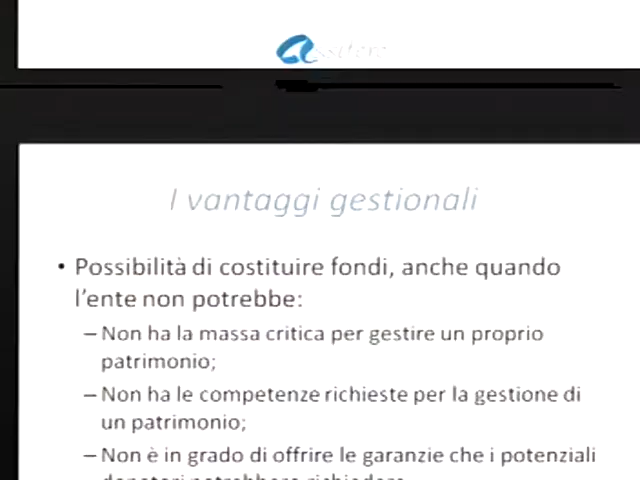 I vantaggi gestionali
• Possibilità di costituire fondi, anche quando
l'ente non potrebbe:
– Non ha la massa critica per gestire un proprio
patrimonio;
– Non ha le competenze richieste per la gestione di
un patrimonio;
– Non è in grado di offrire le garanzie che i potenziali